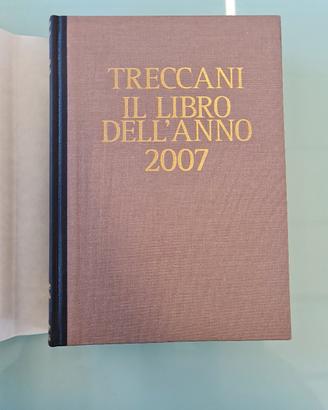 TRECCANI
IL LIBRO
DELL'ANNO
2007